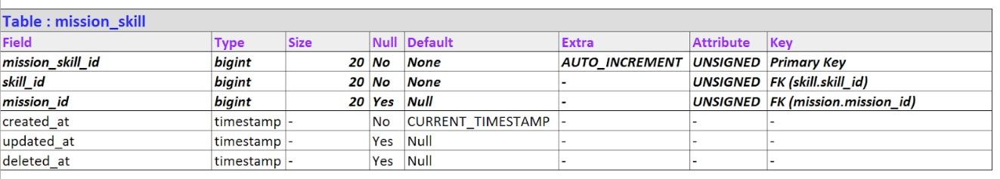 Table : mission_skill
Field Type Size Null Default Extra Attribute Key
mission_skill_id bigint 20 No None AUTO_INCREMENT UNSIGNED Primary Key
skill_id bigint 20 No None - UNSIGNED FK (skill.skill_id)
mission_id bigint 20 Yes Null - UNSIGNED FK (mission.mission_id)
created_at timestamp - No CURRENT_TIMESTAMP - - -
updated_at timestamp - Yes Null - - -
deleted_at timestamp - Yes Null - - -